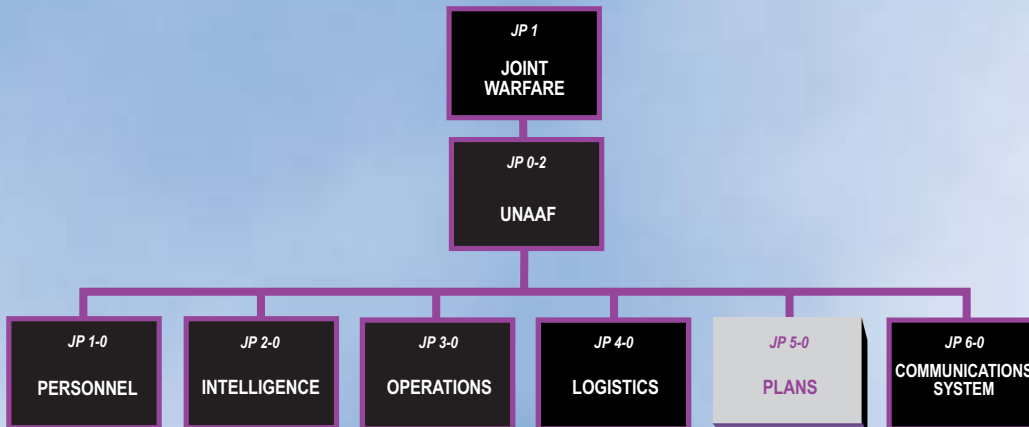 JP 1
JOINT
WARFARE
JP 0-2
UNAAF
JP 1-0
PERSONNEL
JP 2-0
INTELLIGENCE
JP 3-0
OPERATIONS
JP 4-0
LOGISTICS
JP 5-0
PLANS
JP 6-0
COMMUNICATIONS
SYSTEM